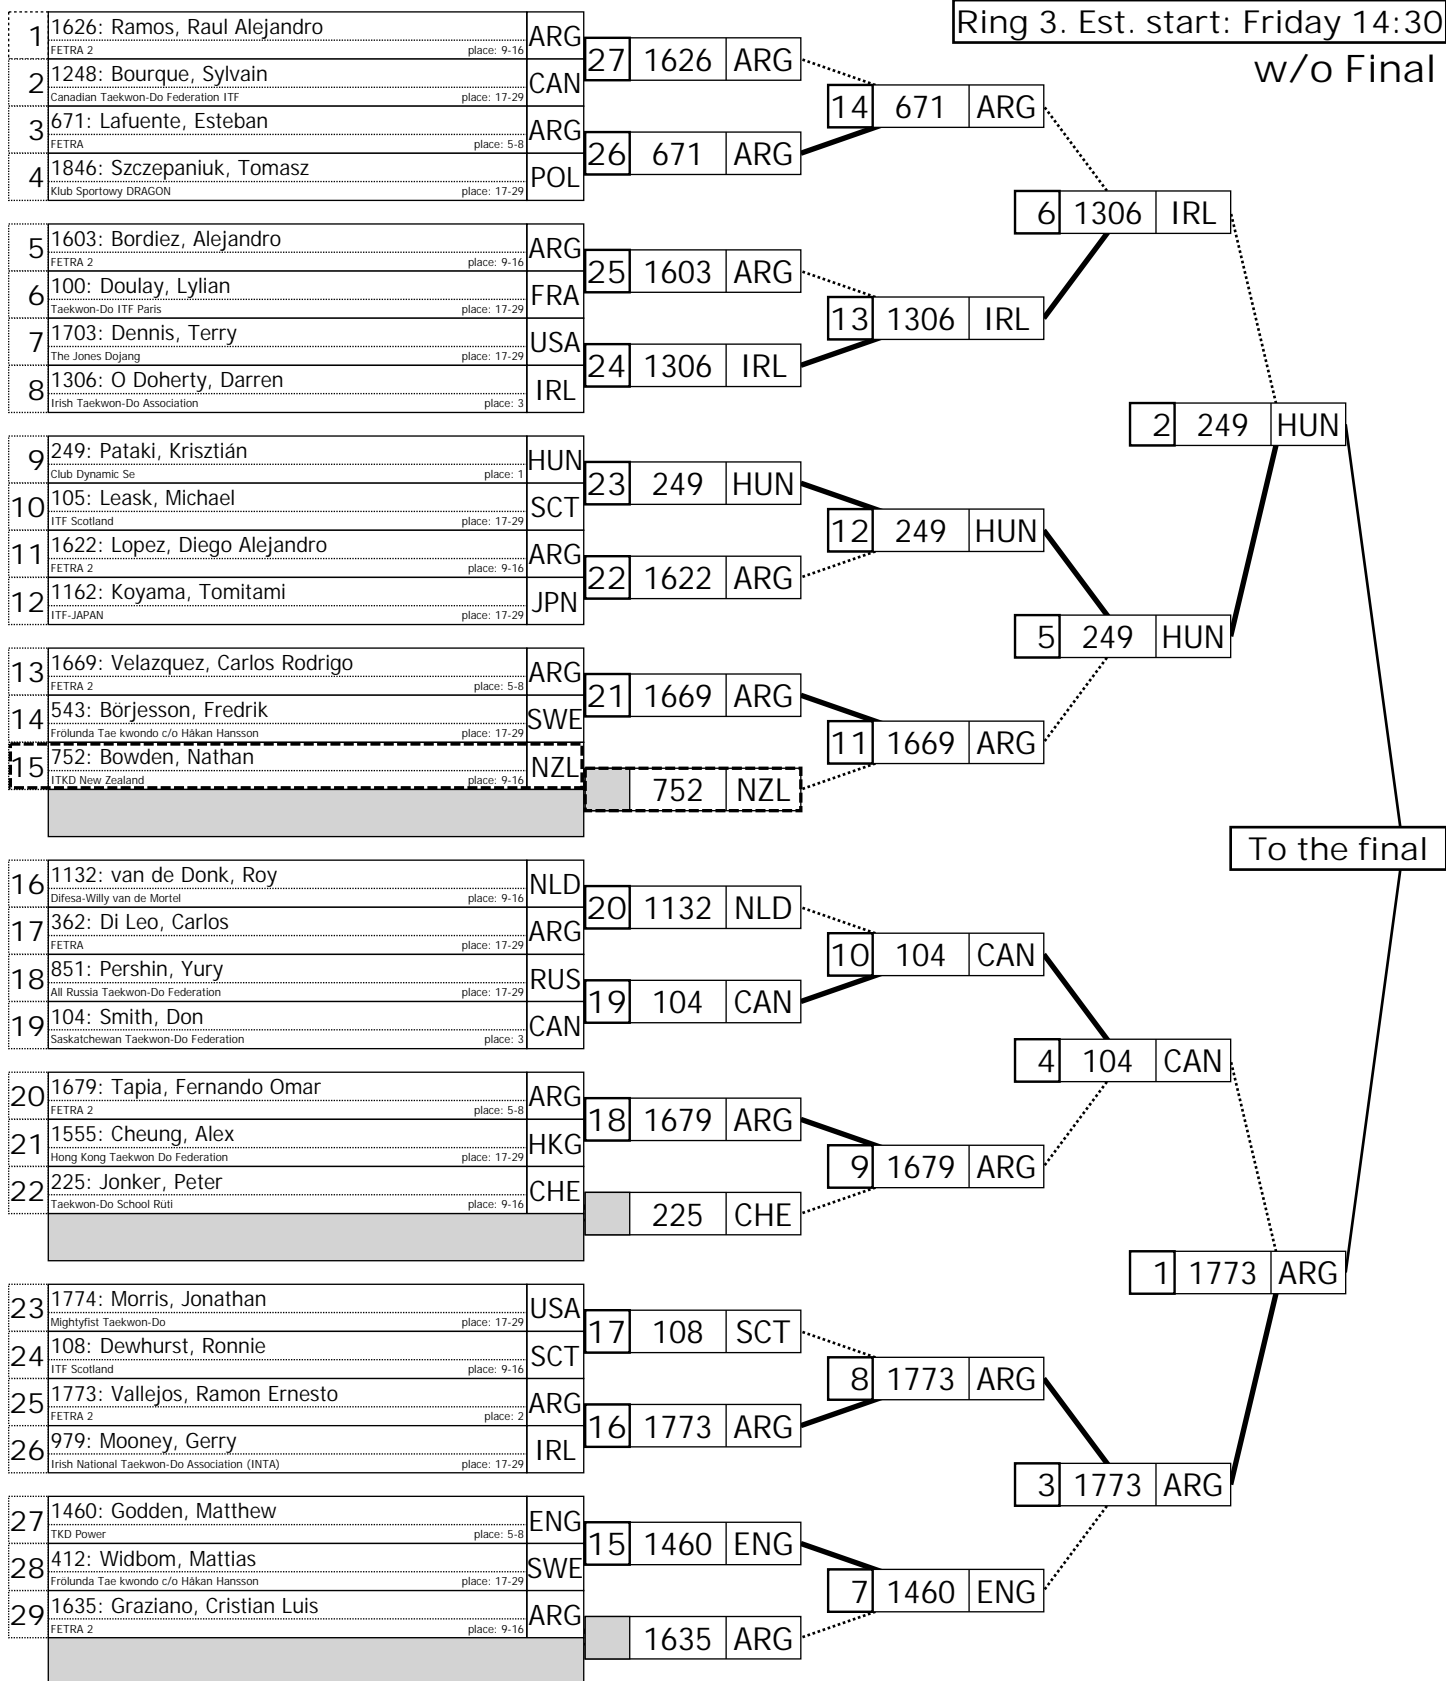 Ring 3. Est. start: Friday 14:30
w/o Final
1 1626: Ramos, Raul Alejandro ARG
FETRA 2 place: 9-16
2 1248: Bourque, Sylvain CAN
Canadian Taekwon-Do Federation ITF place: 17-29
3 671: Lafuente, Esteban ARG
FETRA place: 5-8
4 1846: Szczepaniuk, Tomasz POL
Klub Sportowy DRAGON place: 17-29
5 1603: Bordiez, Alejandro ARG
FETRA 2 place: 9-16
6 100: Doulay, Lylian FRA
Taekwon-Do ITF Paris place: 17-29
7 1703: Dennis, Terry USA
The Jones Dojang place: 17-29
8 1306: O Doherty, Darren IRL
Irish Taekwon-Do Association place: 3
9 249: Pataki, Krisztián HUN
Club Dynamic Se place: 1
10 105: Leask, Michael SCT
ITF Scotland place: 17-29
11 1622: Lopez, Diego Alejandro ARG
FETRA 2 place: 9-16
12 1162: Koyama, Tomitami JPN
ITF-JAPAN place: 17-29
13 1669: Velazquez, Carlos Rodrigo ARG
FETRA 2 place: 5-8
14 543: Börjesson, Fredrik SWE
Frölunda Tae kwondo c/o Håkan Hansson place: 17-29
15 752: Bowden, Nathan NZL
ITKD New Zealand place: 9-16
16 1132: van de Donk, Roy NLD
Difesa-Willy van de Mortel place: 9-16
17 362: Di Leo, Carlos ARG
FETRA place: 17-29
18 851: Pershin, Yury RUS
All Russia Taekwon-Do Federation place: 17-29
19 104: Smith, Don CAN
Saskatchewan Taekwon-Do Federation place: 3
20 1679: Tapia, Fernando Omar ARG
FETRA 2 place: 5-8
21 1555: Cheung, Alex HKG
Hong Kong Taekwon Do Federation place: 17-29
22 225: Jonker, Peter CHE
Taekwon-Do School Rüti place: 9-16
23 1774: Morris, Jonathan USA
Mightyfist Taekwon-Do place: 17-29
24 108: Dewhurst, Ronnie SCT
ITF Scotland place: 9-16
25 1773: Vallejos, Ramon Ernesto ARG
FETRA 2 place: 2
26 979: Mooney, Gerry IRL
Irish National Taekwon-Do Association (INTA) place: 17-29
27 1460: Godden, Matthew ENG
TKD Power place: 5-8
28 412: Widbom, Mattias SWE
Frölunda Tae kwondo c/o Håkan Hansson place: 17-29
29 1635: Graziano, Cristian Luis ARG
FETRA 2 place: 9-16
27 1626 ARG
26 671 ARG
25 1603 ARG
24 1306 IRL
23 249 HUN
22 1622 ARG
21 1669 ARG
752 NZL
20 1132 NLD
19 104 CAN
18 1679 ARG
225 CHE
17 108 SCT
16 1773 ARG
15 1460 ENG
1635 ARG
14 671 ARG
13 1306 IRL
12 249 HUN
11 1669 ARG
10 104 CAN
9 1679 ARG
8 1773 ARG
7 1460 ENG
6 1306 IRL
5 249 HUN
4 104 CAN
3 1773 ARG
2 249 HUN
1 1773 ARG
To the final